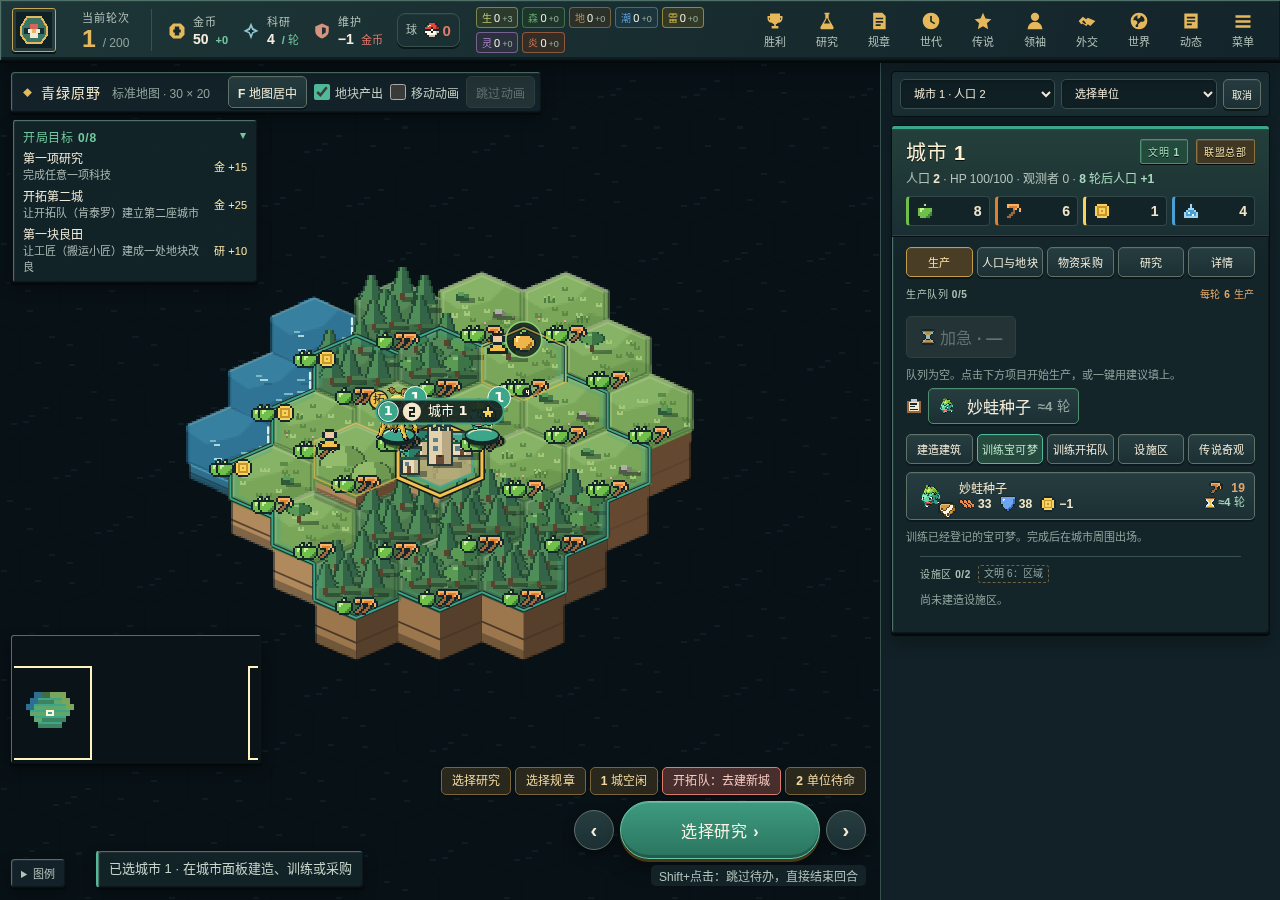 当前轮次
1 / 200
金币
50 +0
科研
4 / 轮
维护
−1 金币
球 0
生 0 +3
森 0 +0
地 0 +0
潮 0 +0
雷 0 +0
灵 0 +0
炎 0 +0
胜利
研究
规章
世代
传说
领袖
外交
世界
动态
菜单
青绿原野
标准地图 · 30 × 20
F 地图居中
地块产出
移动动画
跳过动画
开局目标 0/8
第一项研究
完成任意一项科技
金 +15
开拓第二城
让开拓队（肯泰罗）建立第二座城市
金 +25
第一块良田
让工匠（搬运小匠）建成一处地块改良
研 +10
1
1
1 2 城市 1
城市 1 · 人口 2
选择单位
取消
城市 1
文明 1
联盟总部
人口 2 · HP 100/100 · 观测者 0 · 8 轮后人口 +1
8
6
1
4
生产
人口与地块
物资采购
研究
详情
生产队列 0/5
每轮 6 生产
加急 · —
队列为空。点击下方项目开始生产，或一键用建议填上。
妙蛙种子 ≈4 轮
建造建筑
训练宝可梦
训练开拓队
设施区
传说奇观
妙蛙种子
33 38 −1
19
≈4 轮
训练已经登记的宝可梦。完成后在城市周围出场。
设施区 0/2
文明 6：区域
尚未建造设施区。
选择研究
选择规章
1 城空闲
开拓队：去建新城
2 单位待命
‹
选择研究 ›
›
Shift+点击：跳过待办，直接结束回合
图例
已选城市 1 · 在城市面板建造、训练或采购